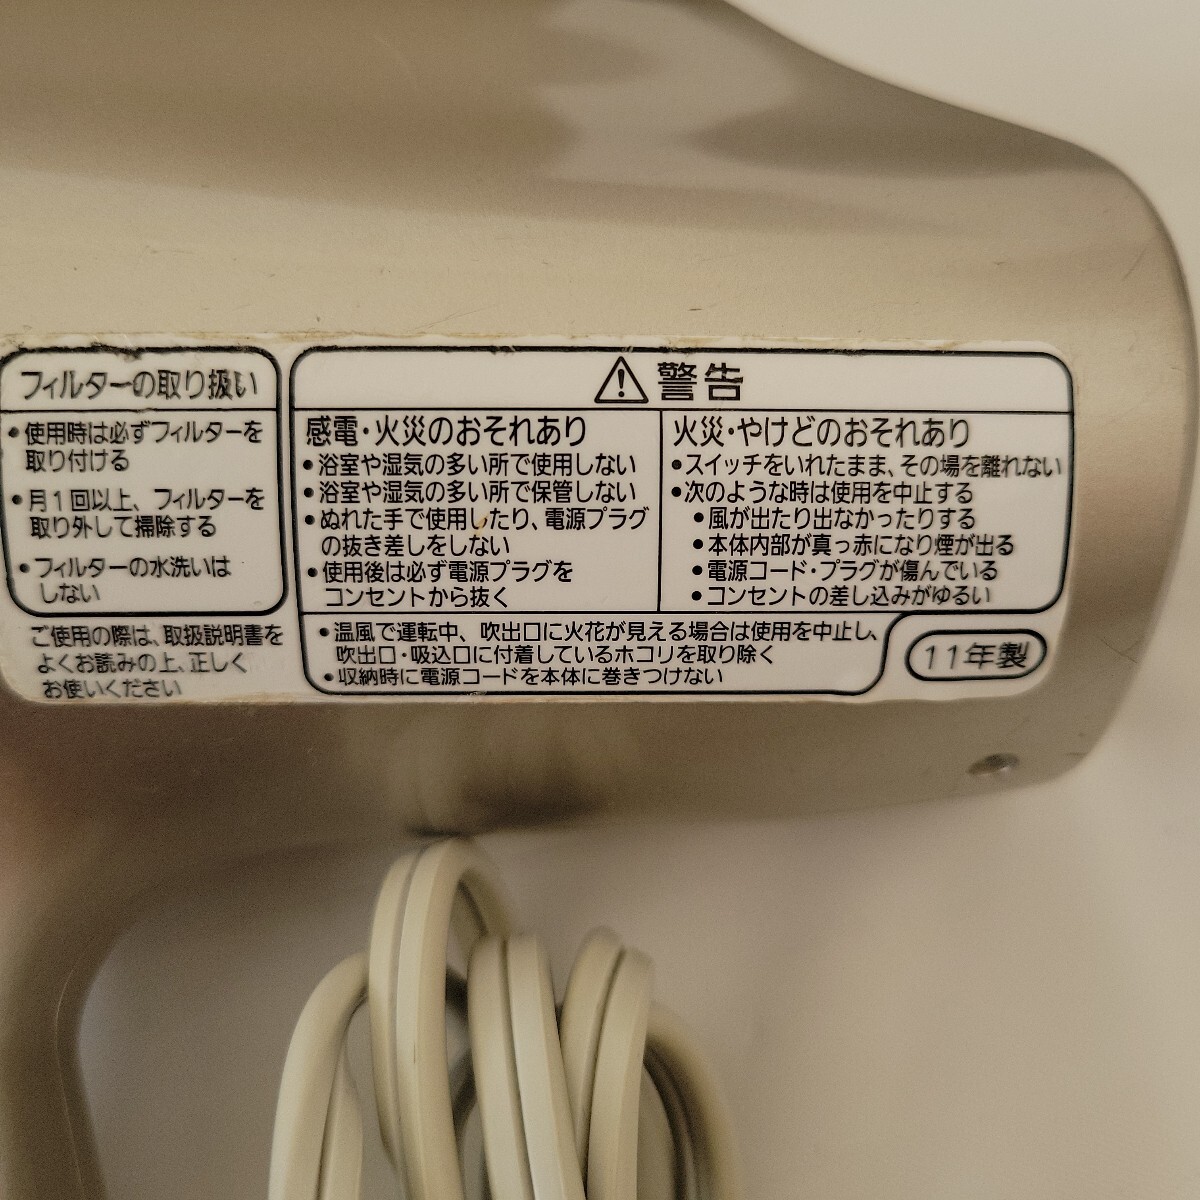 フィルターの取り扱い
•使用時は必ずフィルターを
取り付ける
•月1回以上、フィルターを
取り外して掃除する
•フィルターの水洗いは
しない
ご使用の際は、取扱説明書を
よくお読みの上、正しく
お使いください
警告
感電・火災のおそれあり
•浴室や湿気の多い所で使用しない
•浴室や湿気の多い所で保管しない
•ぬれた手で使用したり、電源プラグ
の抜き差しをしない
•使用後は必ず電源プラグを
コンセントから抜く
火災・やけどのおそれあり
•スイッチをいれたまま、その場を離れない
•次のような時は使用を中止する
•風が出たり出なかったりする
•本体内部が真っ赤になり煙が出る
•電源コード・プラグが傷んでいる
•コンセントの差し込みがゆるい
•温風で運転中、吹出口に火花が見える場合は使用を中止し、
吹出口・吸込口に付着しているホコリを取り除く
•収納時に電源コードを本体に巻きつけない
11年製